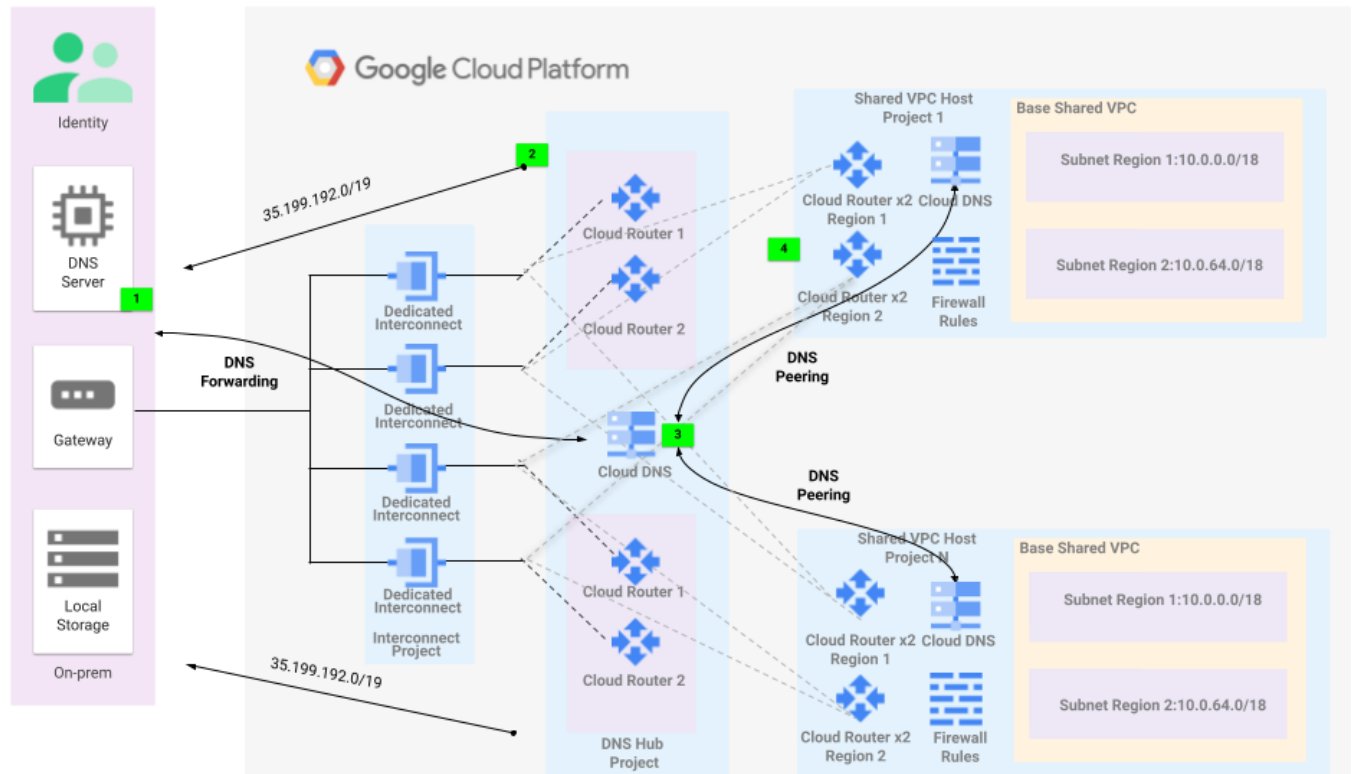 Google Cloud Platform
Identity
DNS
Server
1
Gateway
Local
Storage
On-prem
35.199.192.0/19
2
DNS
Forwarding
Dedicated
Interconnect
Dedicated
Interconnect
Dedicated
Interconnect
Dedicated
Interconnect
Interconnect
Project
35.199.192.0/19
Cloud Router 1
Cloud Router 2
3
Cloud DNS
Cloud Router 1
Cloud Router 2
DNS Hub
Project
Shared VPC Host
Project 1
Cloud Router x2
Region 1
Cloud DNS
4
Cloud Router x2
Region 2
Firewall
Rules
Base Shared VPC
Subnet Region 1:10.0.0.0/18
Subnet Region 2:10.0.64.0/18
DNS
Peering
DNS
Peering
Shared VPC Host
Project N
Cloud Router x2
Region 1
Cloud DNS
Cloud Router x2
Region 2
Firewall
Rules
Base Shared VPC
Subnet Region 1:10.0.0.0/18
Subnet Region 2:10.0.64.0/18